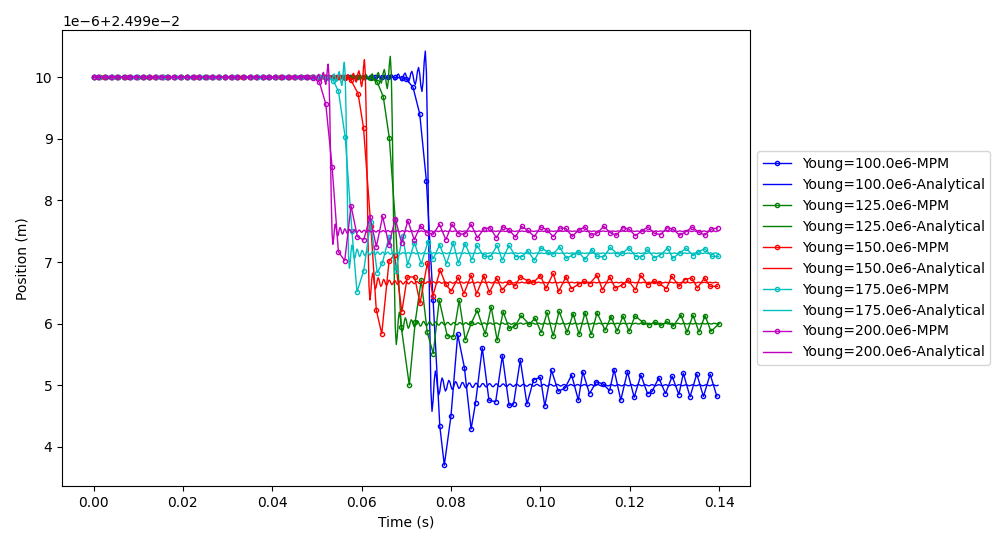 1e−6+2.499e−2
Position (m)
10
9
8
7
6
5
4
0.00 0.02 0.04 0.06 0.08 0.10 0.12 0.14
Time (s)
Young=100.0e6-MPM
Young=100.0e6-Analytical
Young=125.0e6-MPM
Young=125.0e6-Analytical
Young=150.0e6-MPM
Young=150.0e6-Analytical
Young=175.0e6-MPM
Young=175.0e6-Analytical
Young=200.0e6-MPM
Young=200.0e6-Analytical